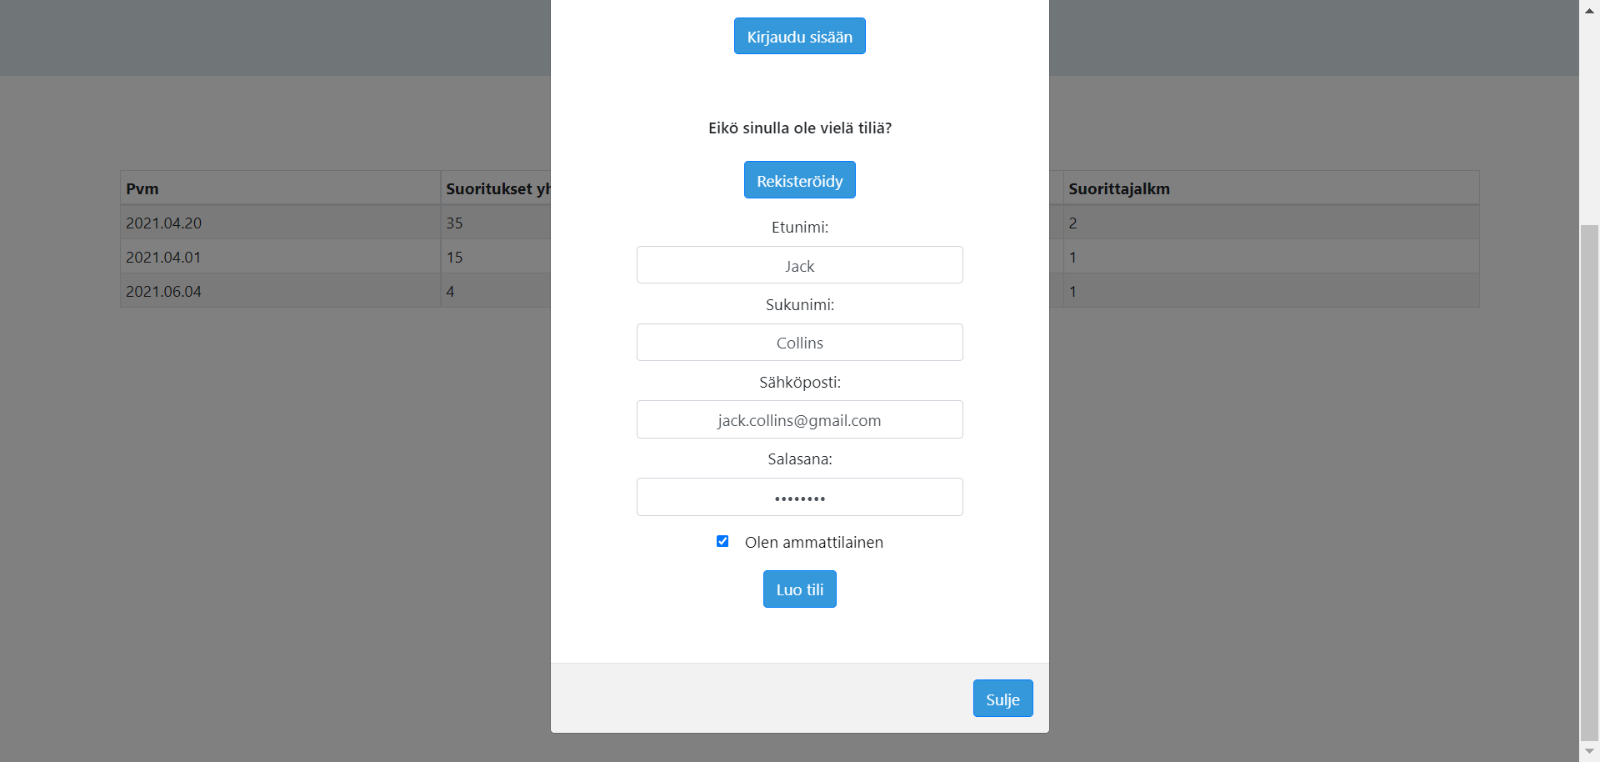 Kirjaudu sisään
Eikö sinulla ole vielä tiliä?
Rekisteröidy
Etunimi:
Jack
Sukunimi:
Collins
Sähköposti:
jack.collins@gmail.com
Salasana:
••••••••
Olen ammattilainen
Luo tili
Sulje
Pvm Suoritukset Suorittajalkm
2021.04.20 35 2
2021.04.01 15 1
2021.06.04 4 1